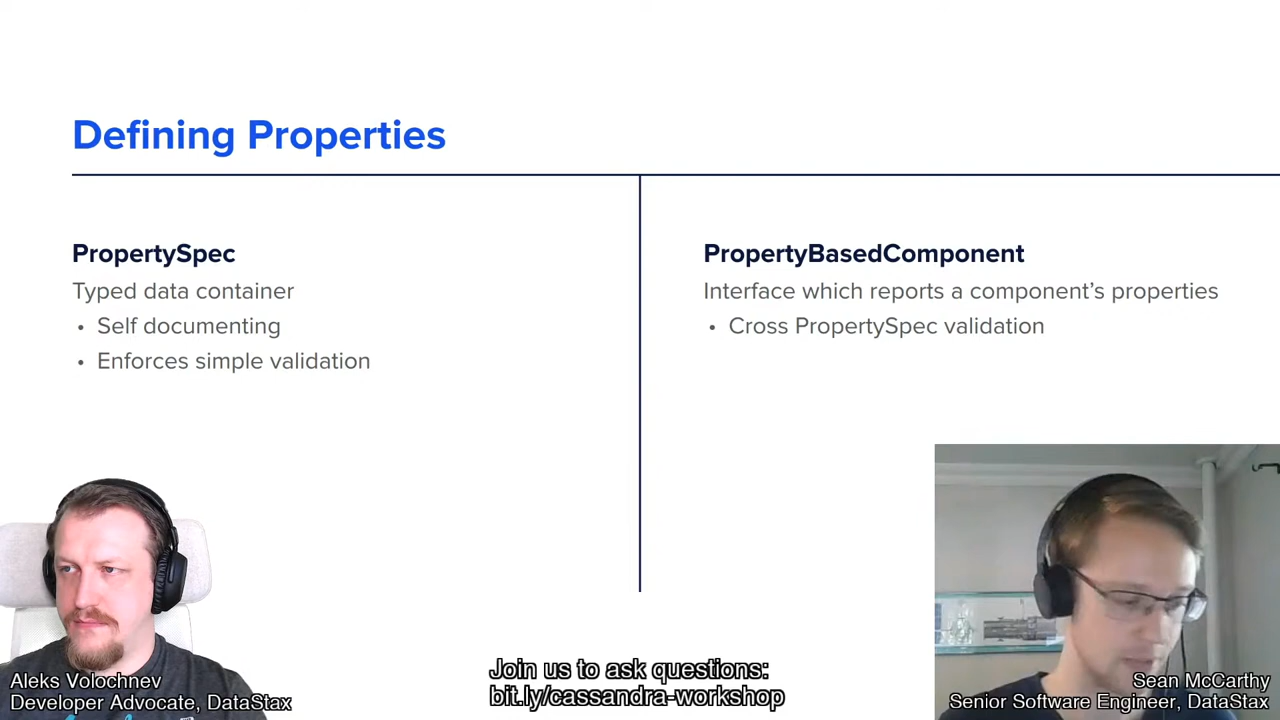 Defining Properties
PropertySpec
Typed data container
• Self documenting
• Enforces simple validation
PropertyBasedComponent
Interface which reports a component’s properties
• Cross PropertySpec validation
Aleks Volochnev
Developer Advocate, DataStax
Join us to ask questions:
bit.ly/cassandra-workshop
Sean McCarthy
Senior Software Engineer, DataStax